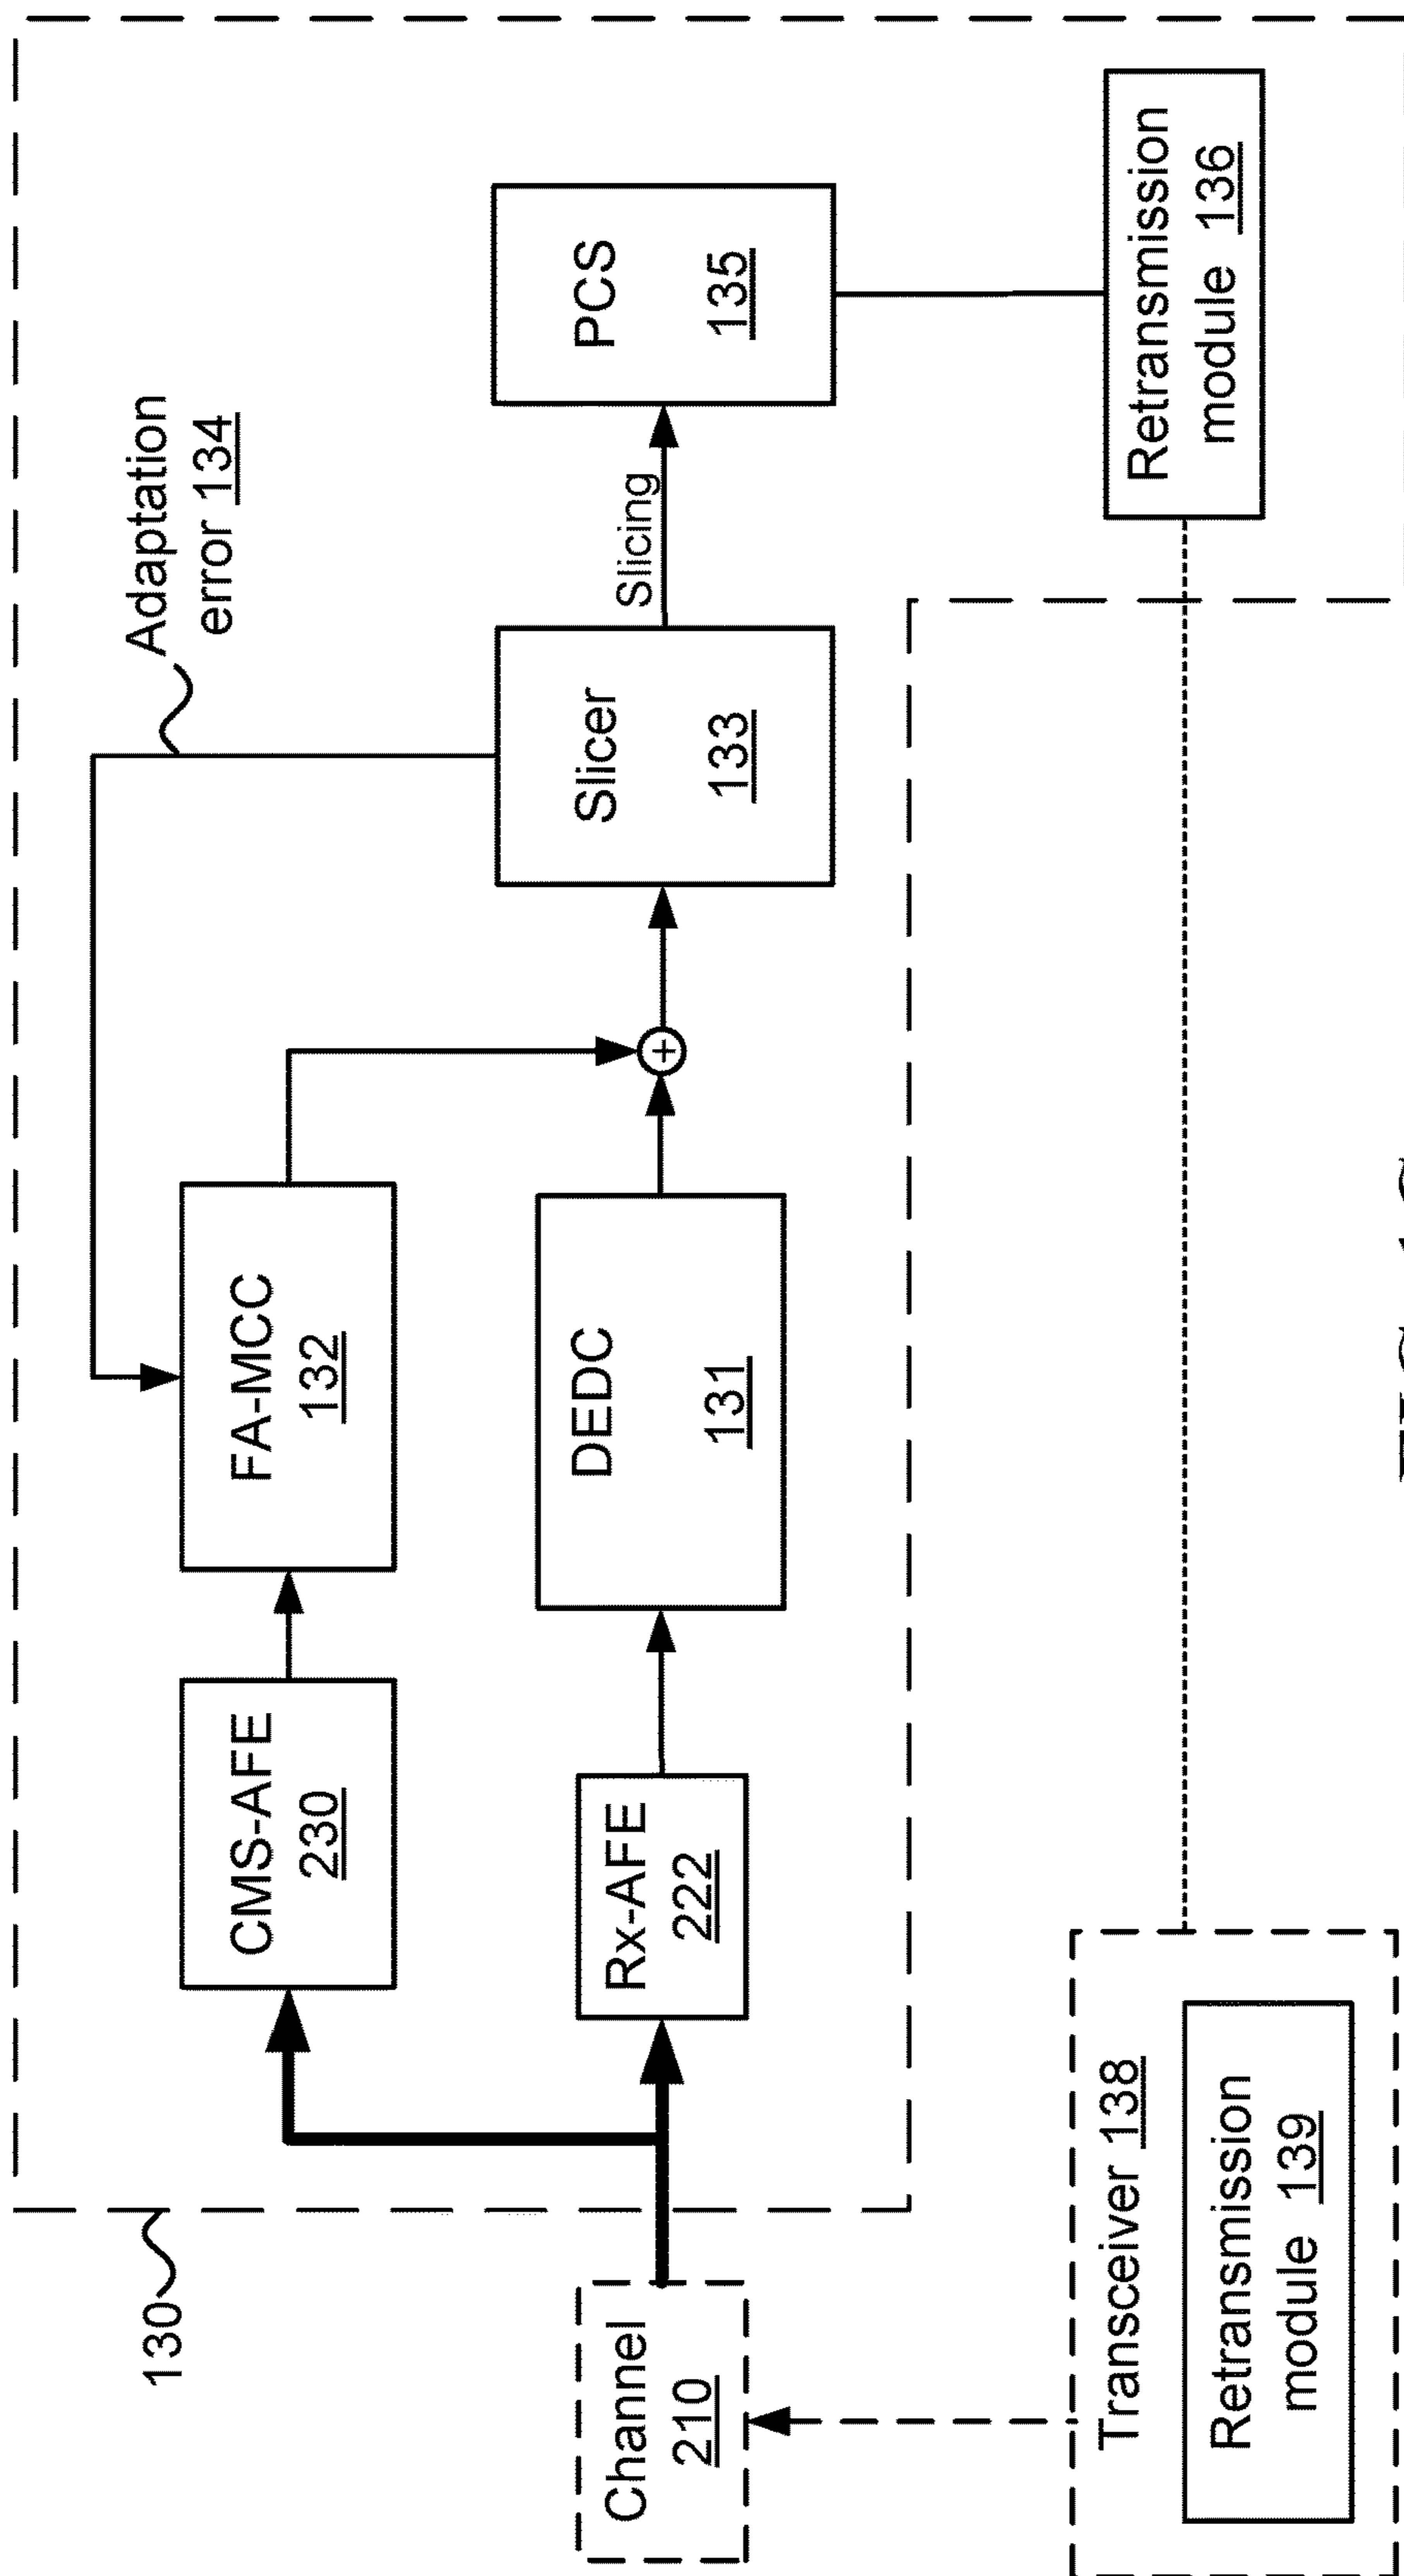 130
Adaptation
error 134
CMS-AFE
230
FA-MCC
132
Channel
210
Rx-AFE
222
DEDC
131
+
Slicer
133
Slicing
PCS
135
Transceiver 138
Retransmission
module 139
Retransmission
module 136